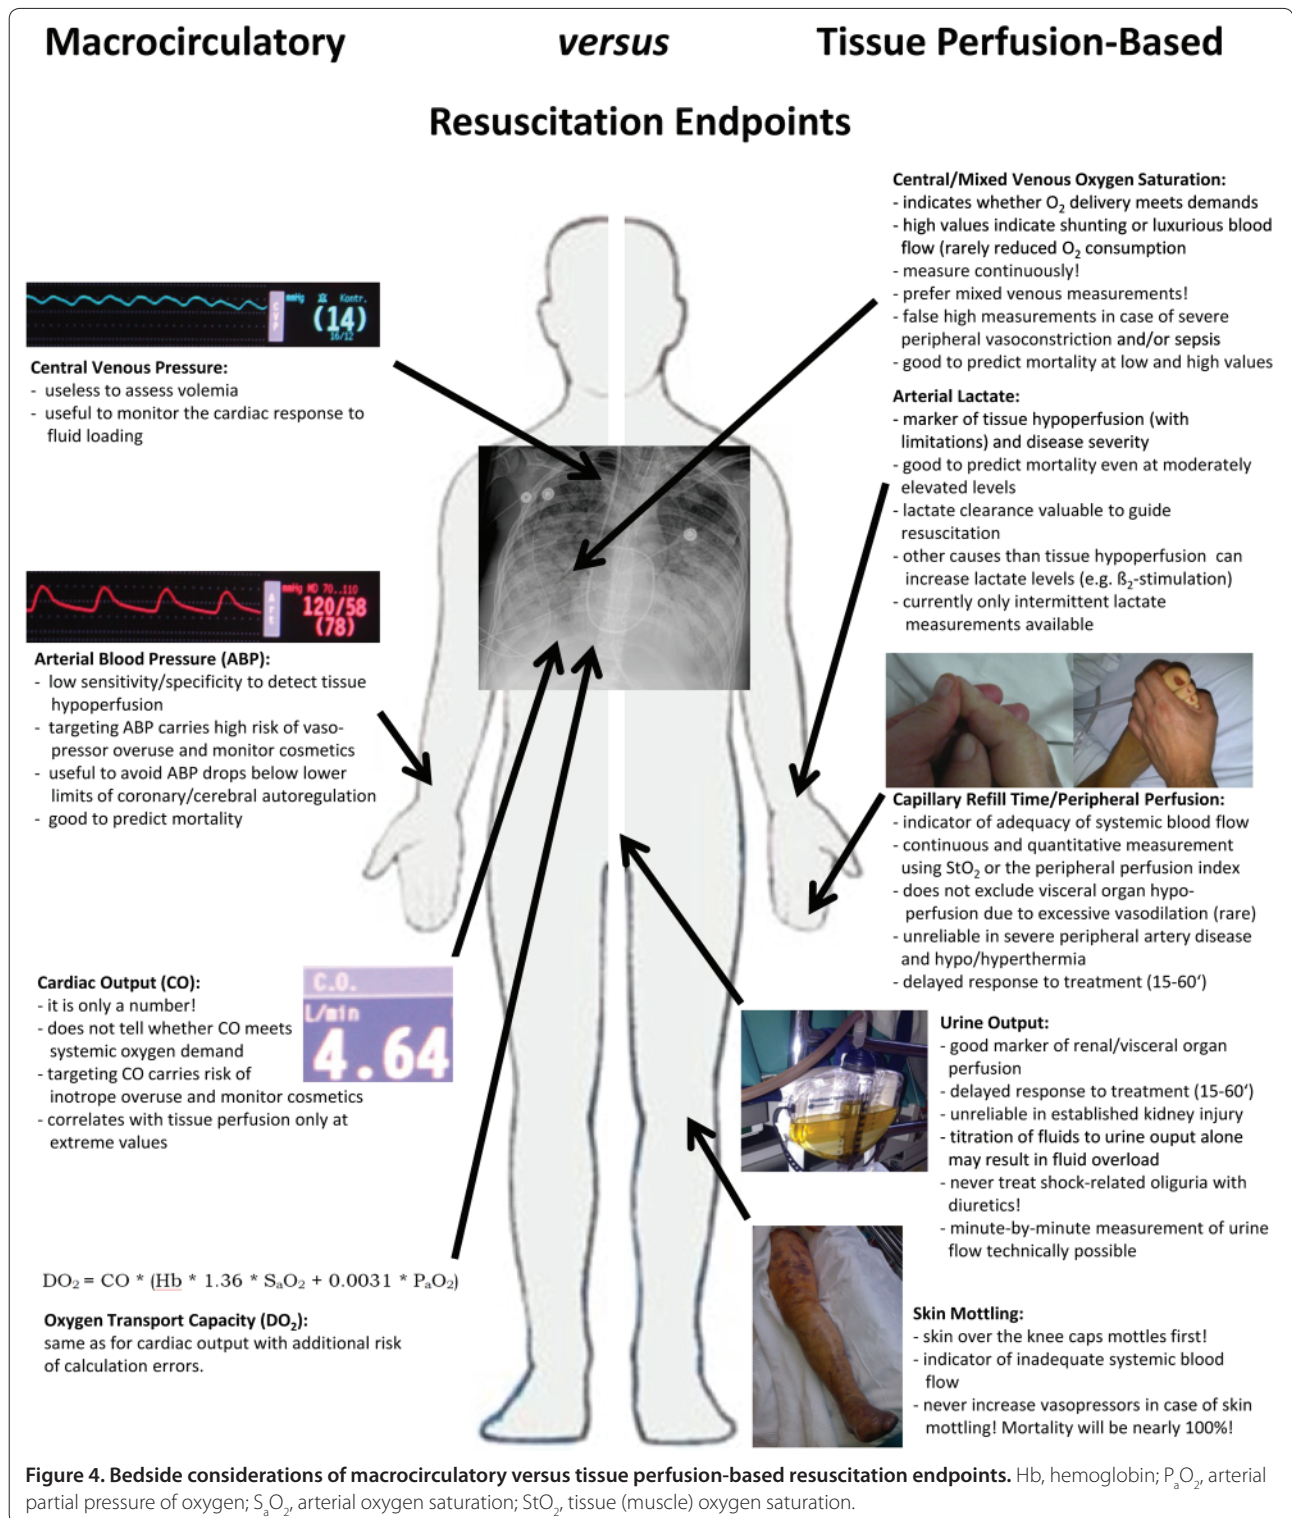 Macrocirculatory versus Tissue Perfusion-Based
Resuscitation Endpoints
mmHg Kontr.
CVP
(14)
16/12
Central Venous Pressure:
- useless to assess volemia
- useful to monitor the cardiac response to
fluid loading
mmHg MD 70..110
Art
120/58
(78)
Arterial Blood Pressure (ABP):
- low sensitivity/specificity to detect tissue
hypoperfusion
- targeting ABP carries high risk of vaso-
pressor overuse and monitor cosmetics
- useful to avoid ABP drops below lower
limits of coronary/cerebral autoregulation
- good to predict mortality
Cardiac Output (CO):
- it is only a number!
- does not tell whether CO meets
systemic oxygen demand
- targeting CO carries risk of
inotrope overuse and monitor cosmetics
- correlates with tissue perfusion only at
extreme values
C.O.
L/min
4.64
DO₂ = CO * (Hb * 1.36 * SₐO₂ + 0.0031 * PₐO₂)
Oxygen Transport Capacity (DO₂):
same as for cardiac output with additional risk
of calculation errors.
Central/Mixed Venous Oxygen Saturation:
- indicates whether O₂ delivery meets demands
- high values indicate shunting or luxurious blood
flow (rarely reduced O₂ consumption
- measure continuously!
- prefer mixed venous measurements!
- false high measurements in case of severe
peripheral vasoconstriction and/or sepsis
- good to predict mortality at low and high values
Arterial Lactate:
- marker of tissue hypoperfusion (with
limitations) and disease severity
- good to predict mortality even at moderately
elevated levels
- lactate clearance valuable to guide
resuscitation
- other causes than tissue hypoperfusion can
increase lactate levels (e.g. ß₂-stimulation)
- currently only intermittent lactate
measurements available
Capillary Refill Time/Peripheral Perfusion:
- indicator of adequacy of systemic blood flow
- continuous and quantitative measurement
using StO₂ or the peripheral perfusion index
- does not exclude visceral organ hypo-
perfusion due to excessive vasodilation (rare)
- unreliable in severe peripheral artery disease
and hypo/hyperthermia
- delayed response to treatment (15-60‘)
Urine Output:
- good marker of renal/visceral organ
perfusion
- delayed response to treatment (15-60‘)
- unreliable in established kidney injury
- titration of fluids to urine ouput alone
may result in fluid overload
- never treat shock-related oliguria with
diuretics!
- minute-by-minute measurement of urine
flow technically possible
Skin Mottling:
- skin over the knee caps mottles first!
- indicator of inadequate systemic blood
flow
- never increase vasopressors in case of skin
mottling! Mortality will be nearly 100%!
Figure 4. Bedside considerations of macrocirculatory versus tissue perfusion-based resuscitation endpoints. Hb, hemoglobin; PₐO₂, arterial
partial pressure of oxygen; SₐO₂, arterial oxygen saturation; StO₂, tissue (muscle) oxygen saturation.